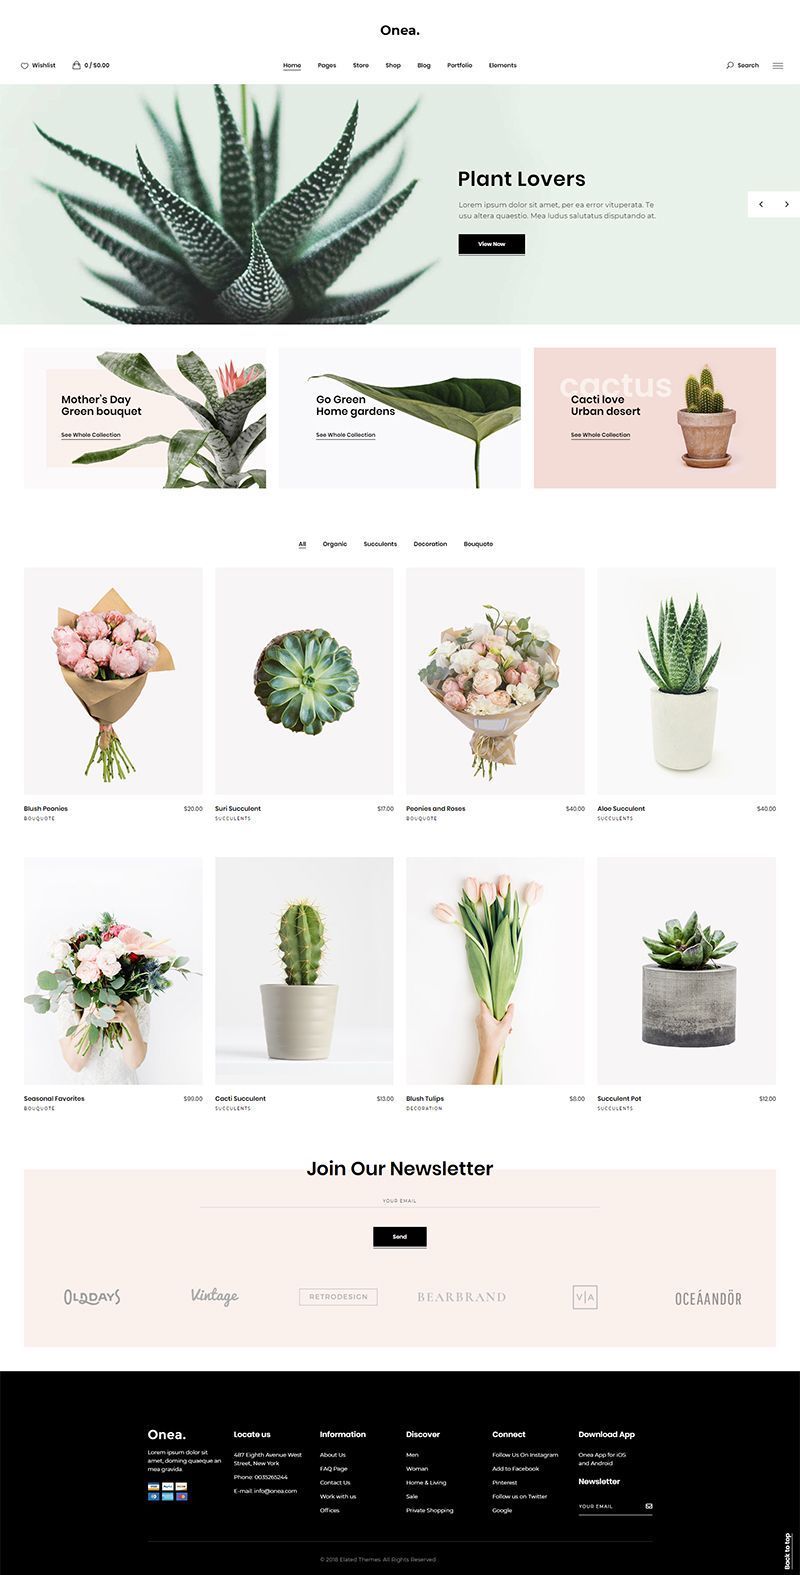 Onea.
Wishlist
0 / $0.00
Home
Pages
Store
Shop
Blog
Portfolio
Elements
Search
Plant Lovers
Lorem ipsum dolor sit amet, per ea error vituperata. Te
usu altera quaestio. Mea ludus salutatus disputando at.
View Now
Mother's Day
Green bouquet
See Whole Collection
Go Green
Home gardens
See Whole Collection
cactus
Cacti love
Urban desert
See Whole Collection
All
Organic
Succulents
Decoration
Bouquote
Blush Peonies
$20.00
BOUQUOTE
Suri Succulent
$17.00
SUCCULENTS
Peonies and Roses
$40.00
BOUQUOTE
Aloe Succulent
$40.00
SUCCULENTS
Seasonal Favorites
$99.00
BOUQUOTE
Cacti Succulent
$13.00
SUCCULENTS
Blush Tulips
$8.00
DECORATION
Succulent Pot
$12.00
SUCCULENTS
Join Our Newsletter
YOUR EMAIL
Send
OLDDAYS
Vintage
RETRODESIGN
BEARBRAND
V|A
OCEÁANDÖR
Onea.
Lorem ipsum dolor sit
amet, doming quaeque an
mea gravida
Locate us
487 Eighth Avenue West
Street, New York
Phone: 0035265244
E-mail: info@onea.com
Information
About Us
FAQ Page
Contact Us
Work with us
Offices
Discover
Men
Woman
Home & Living
Sale
Private Shopping
Connect
Follow Us On Instagram
Add to Facebook
Pinterest
Follow us on Twitter
Google
Download App
Onea App for iOS
and Android
Newsletter
YOUR EMAIL
Back to top
© 2018 Elated Themes. All Rights Reserved